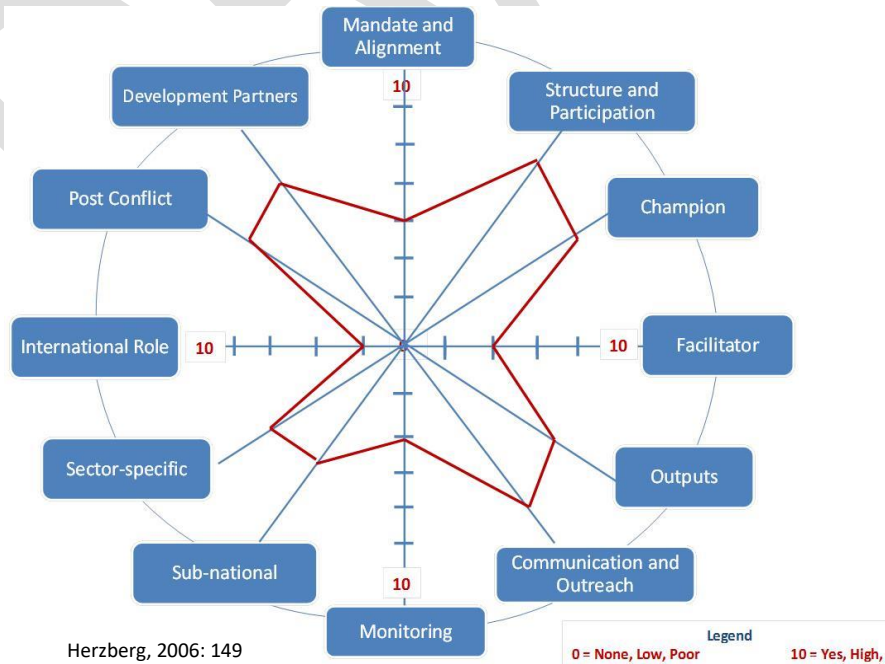 Mandate and
Alignment
10
Development Partners
Structure and
Participation
Post Conflict
Champion
International Role
10
10
Facilitator
Sector-specific
Outputs
Sub-national
10
Communication and
Outreach
Monitoring
Herzberg, 2006: 149
Legend
0 = None, Low, Poor 10 = Yes, High,